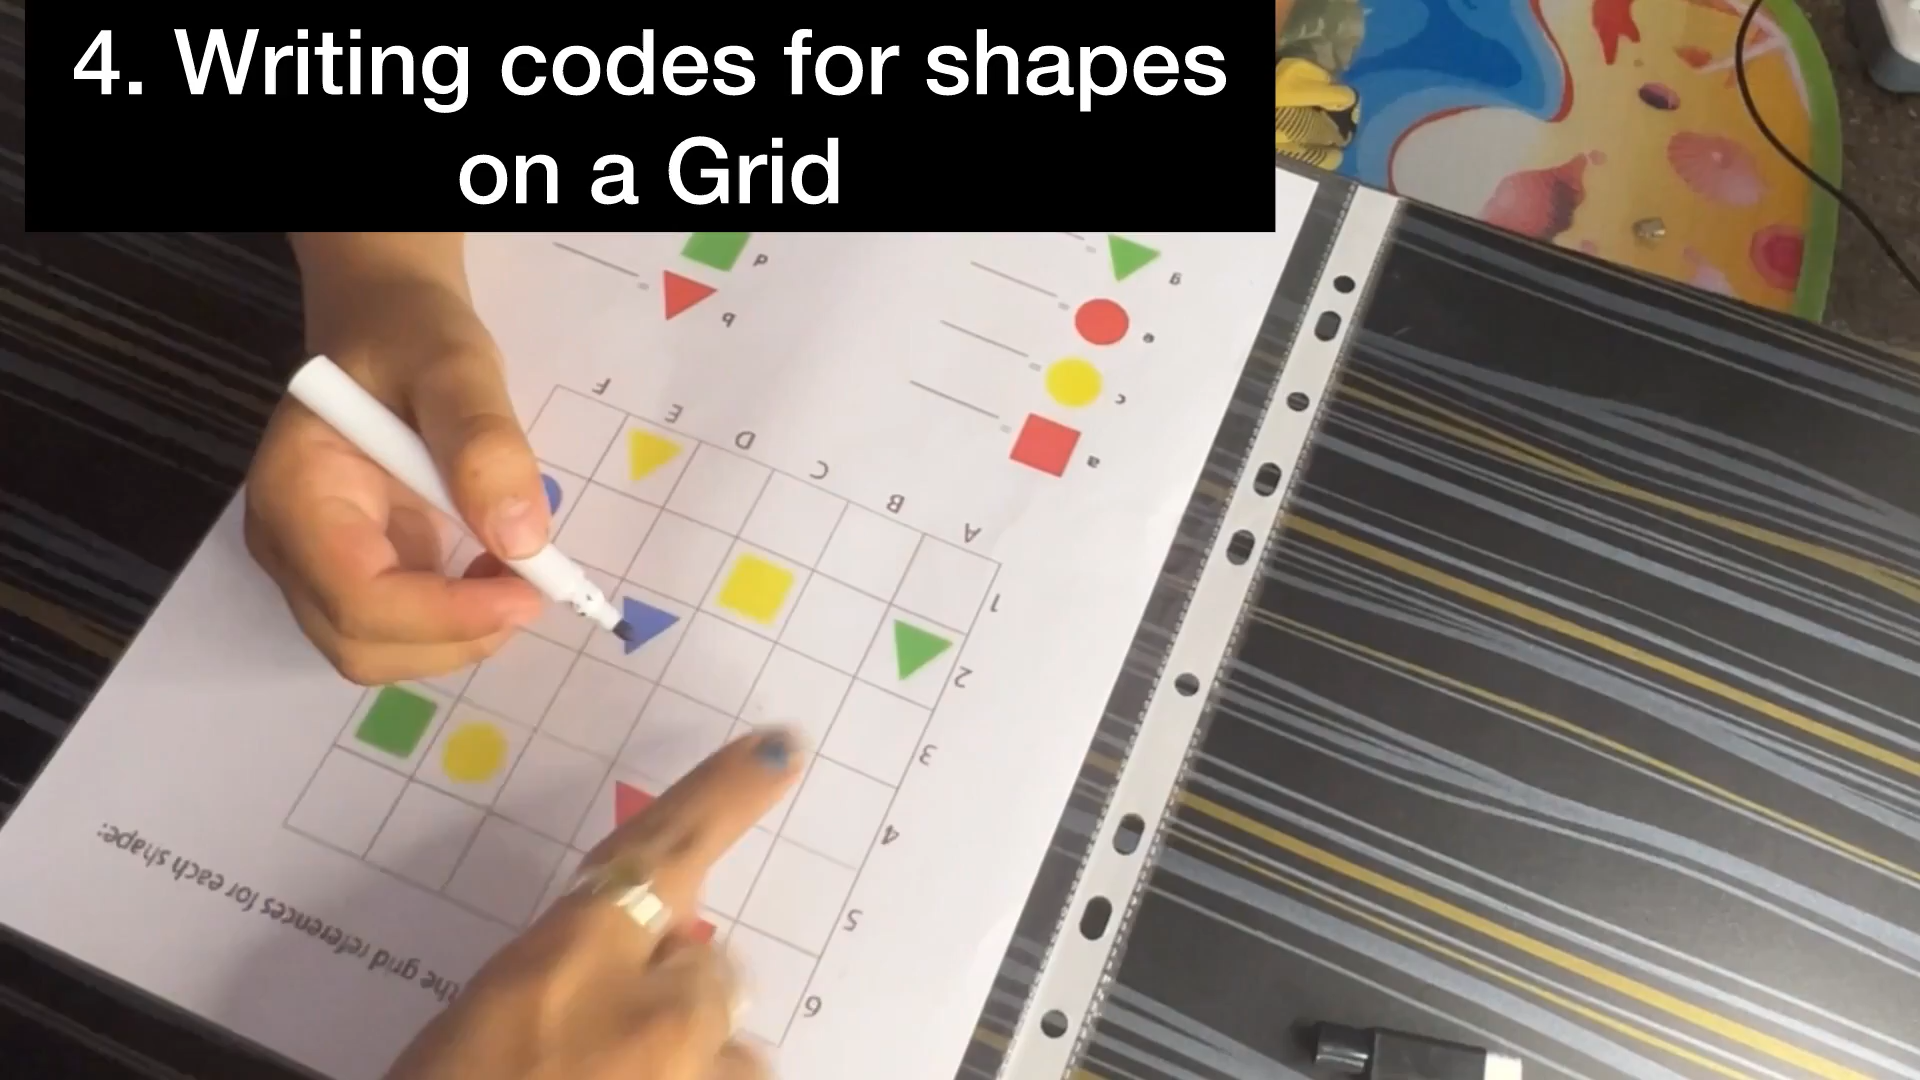 4. Writing codes for shapes
on a Grid
the grid references for each shape:
6
5
4
3
2
1
A B C D E F
a =
c =
e =
g =
b =
d